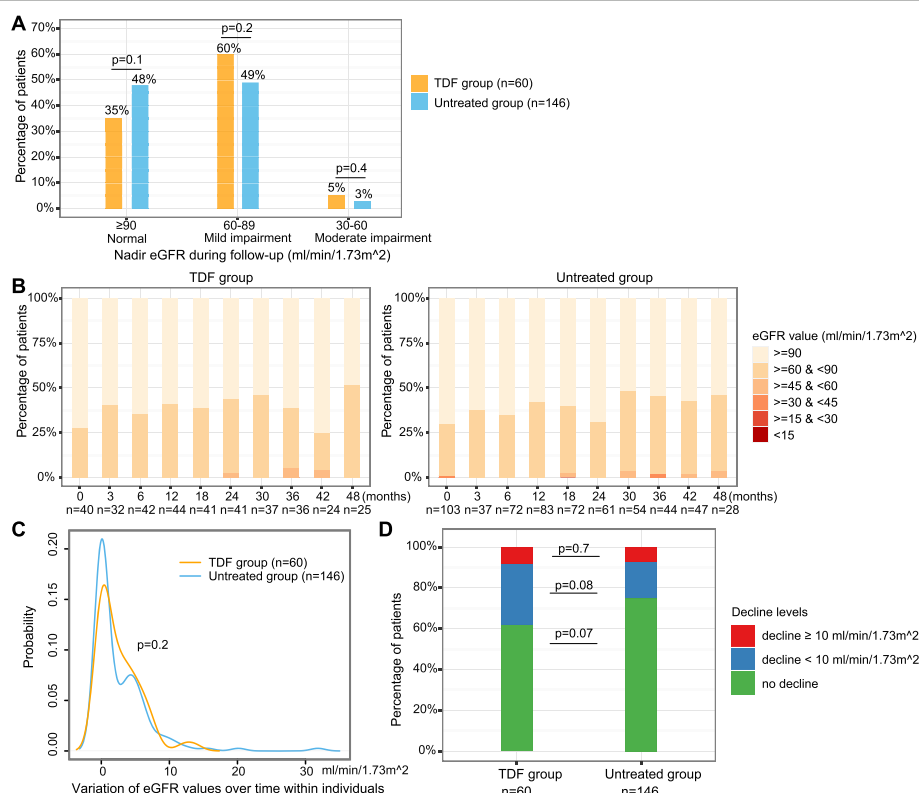 A
70%
60%
50%
40%
30%
20%
10%
0%
Percentage of patients
p=0.1
p=0.2
p=0.4
35%
48%
60%
49%
5%
3%
≥90
60-89
30-60
Normal
Mild impairment
Moderate impairment
Nadir eGFR during follow-up (ml/min/1.73m^2)
TDF group (n=60)
Untreated group (n=146)
B
TDF group
100%
75%
50%
25%
0%
Percentage of patients
0 3 6 12 18 24 30 36 42 48 (months)
n=40 n=32 n=42 n=44 n=41 n=41 n=37 n=36 n=24 n=25
Untreated group
100%
75%
50%
25%
0%
Percentage of patients
0 3 6 12 18 24 30 36 42 48 (months)
n=103 n=37 n=72 n=83 n=72 n=61 n=54 n=44 n=47 n=28
eGFR value (ml/min/1.73m^2)
>=90
>=60 & <90
>=45 & <60
>=30 & <45
>=15 & <30
<15
C
0.20
0.15
0.10
0.05
0.00
Probability
TDF group (n=60)
Untreated group (n=146)
p=0.2
0 10 20 30 ml/min/1.73m^2
Variation of eGFR values over time within individuals
D
100%
80%
60%
40%
20%
0%
Percentage of patients
p=0.7
p=0.08
p=0.07
TDF group
n=60
Untreated group
n=146
Decline levels
decline ≥ 10 ml/min/1.73m^2
decline < 10 ml/min/1.73m^2
no decline